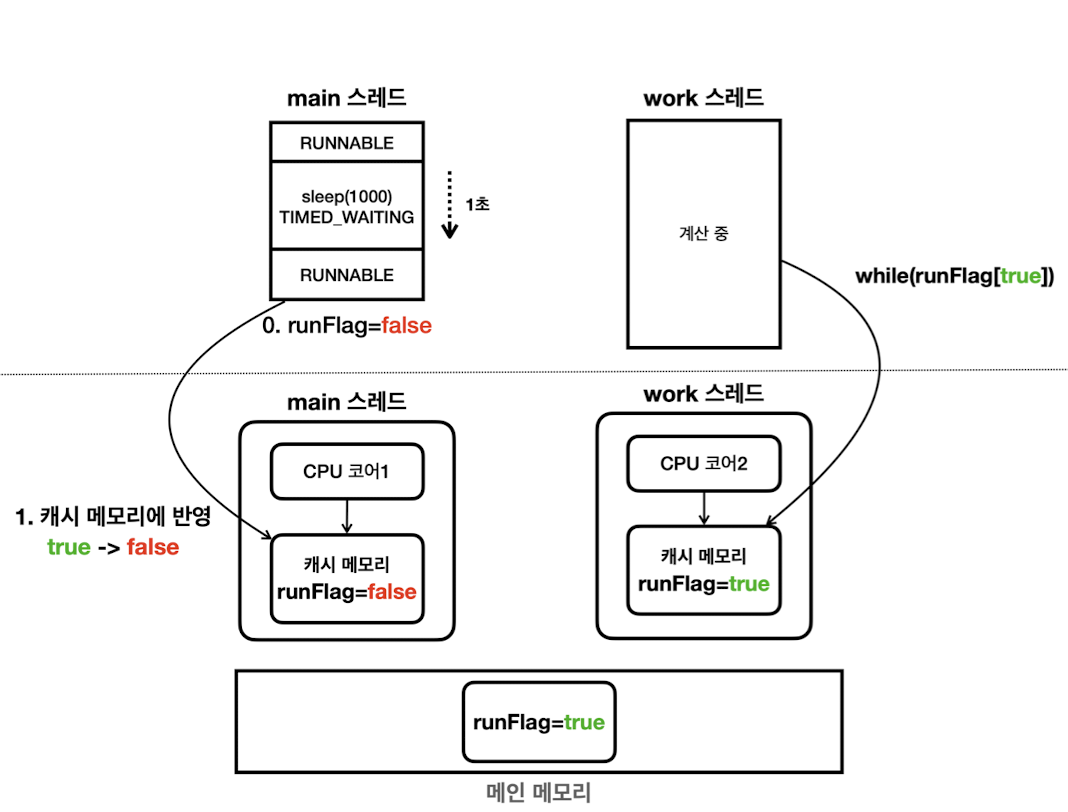 main 스레드
work 스레드
RUNNABLE
sleep(1000)
TIMED_WAITING
1초
RUNNABLE
계산 중
while(runFlag[true])
0. runFlag=false
main 스레드
work 스레드
CPU 코어1
CPU 코어2
1. 캐시 메모리에 반영
true -> false
캐시 메모리
runFlag=false
캐시 메모리
runFlag=true
runFlag=true
메인 메모리